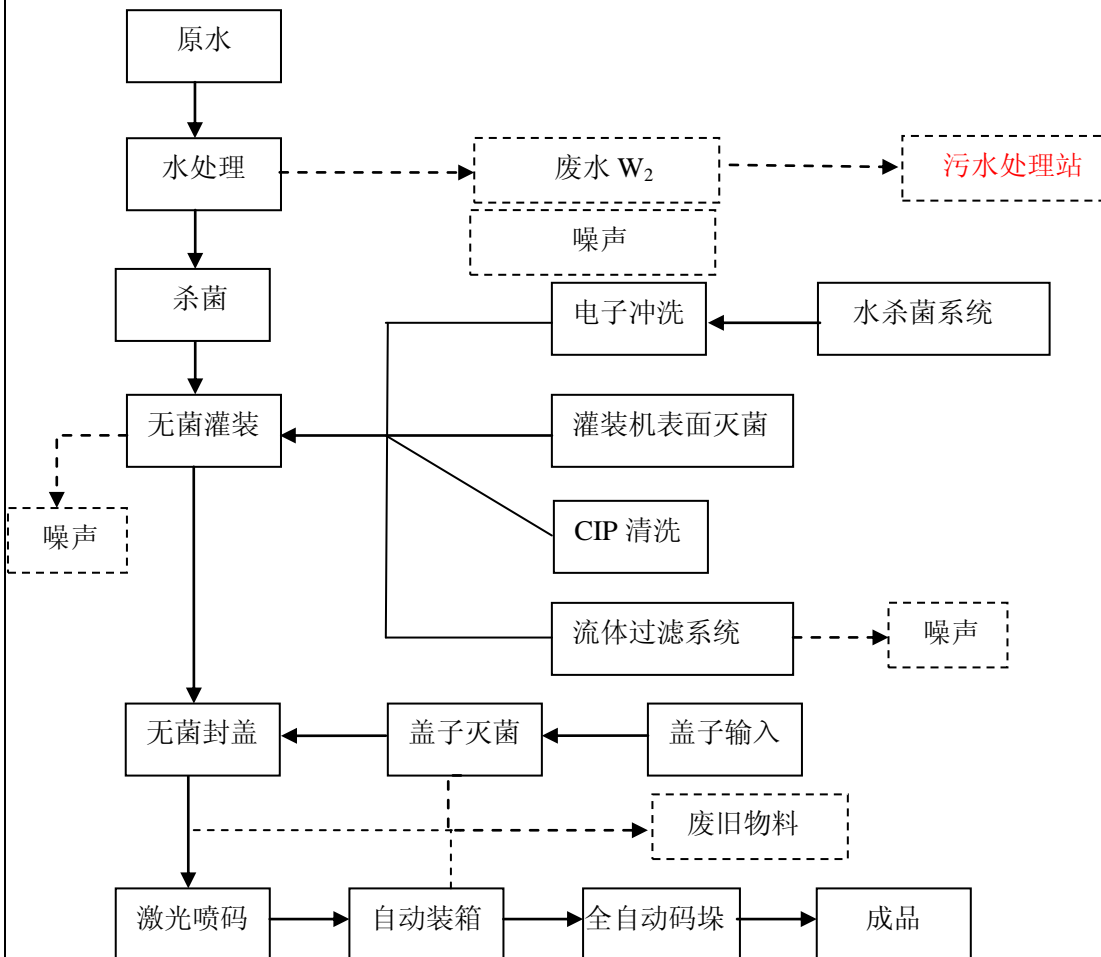 原水
水处理
废水 W₂
污水处理站
噪声
杀菌
电子冲洗
水杀菌系统
无菌灌装
灌装机表面灭菌
噪声
CIP 清洗
流体过滤系统
噪声
无菌封盖
盖子灭菌
盖子输入
废旧物料
激光喷码
自动装箱
全自动码垛
成品